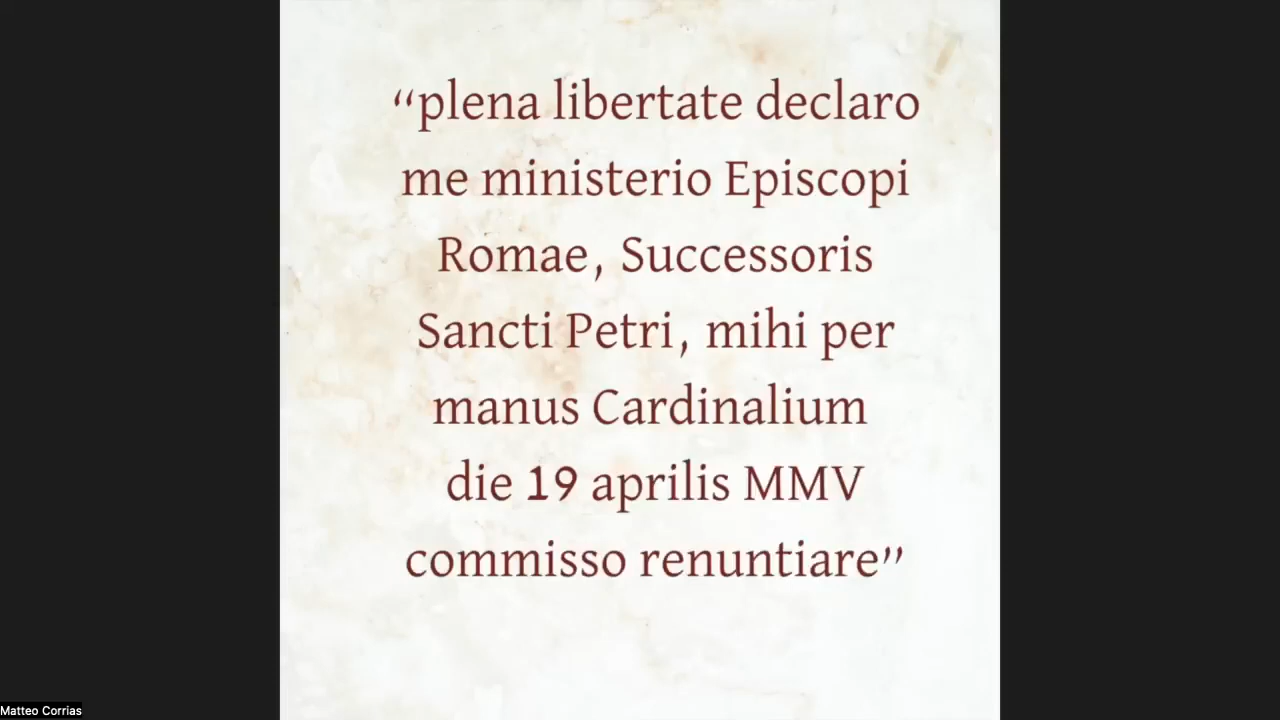 “plena libertate declaro
me ministerio Episcopi
Romae, Successoris
Sancti Petri, mihi per
manus Cardinalium
die 19 aprilis MMV
commisso renuntiare”
Matteo Corrias